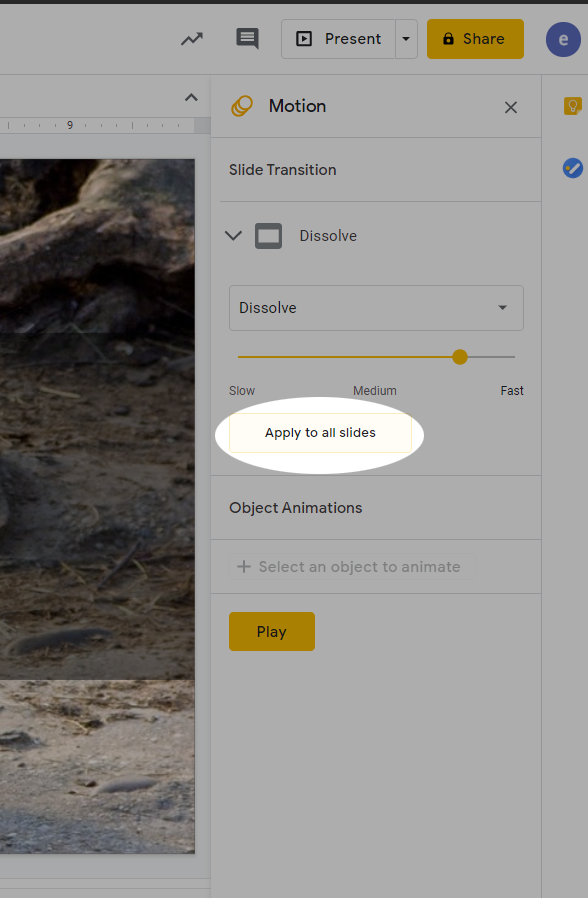 Present
Share
e
9
Motion
Slide Transition
Dissolve
Dissolve
Slow Medium Fast
Apply to all slides
Object Animations
Select an object to animate
Play